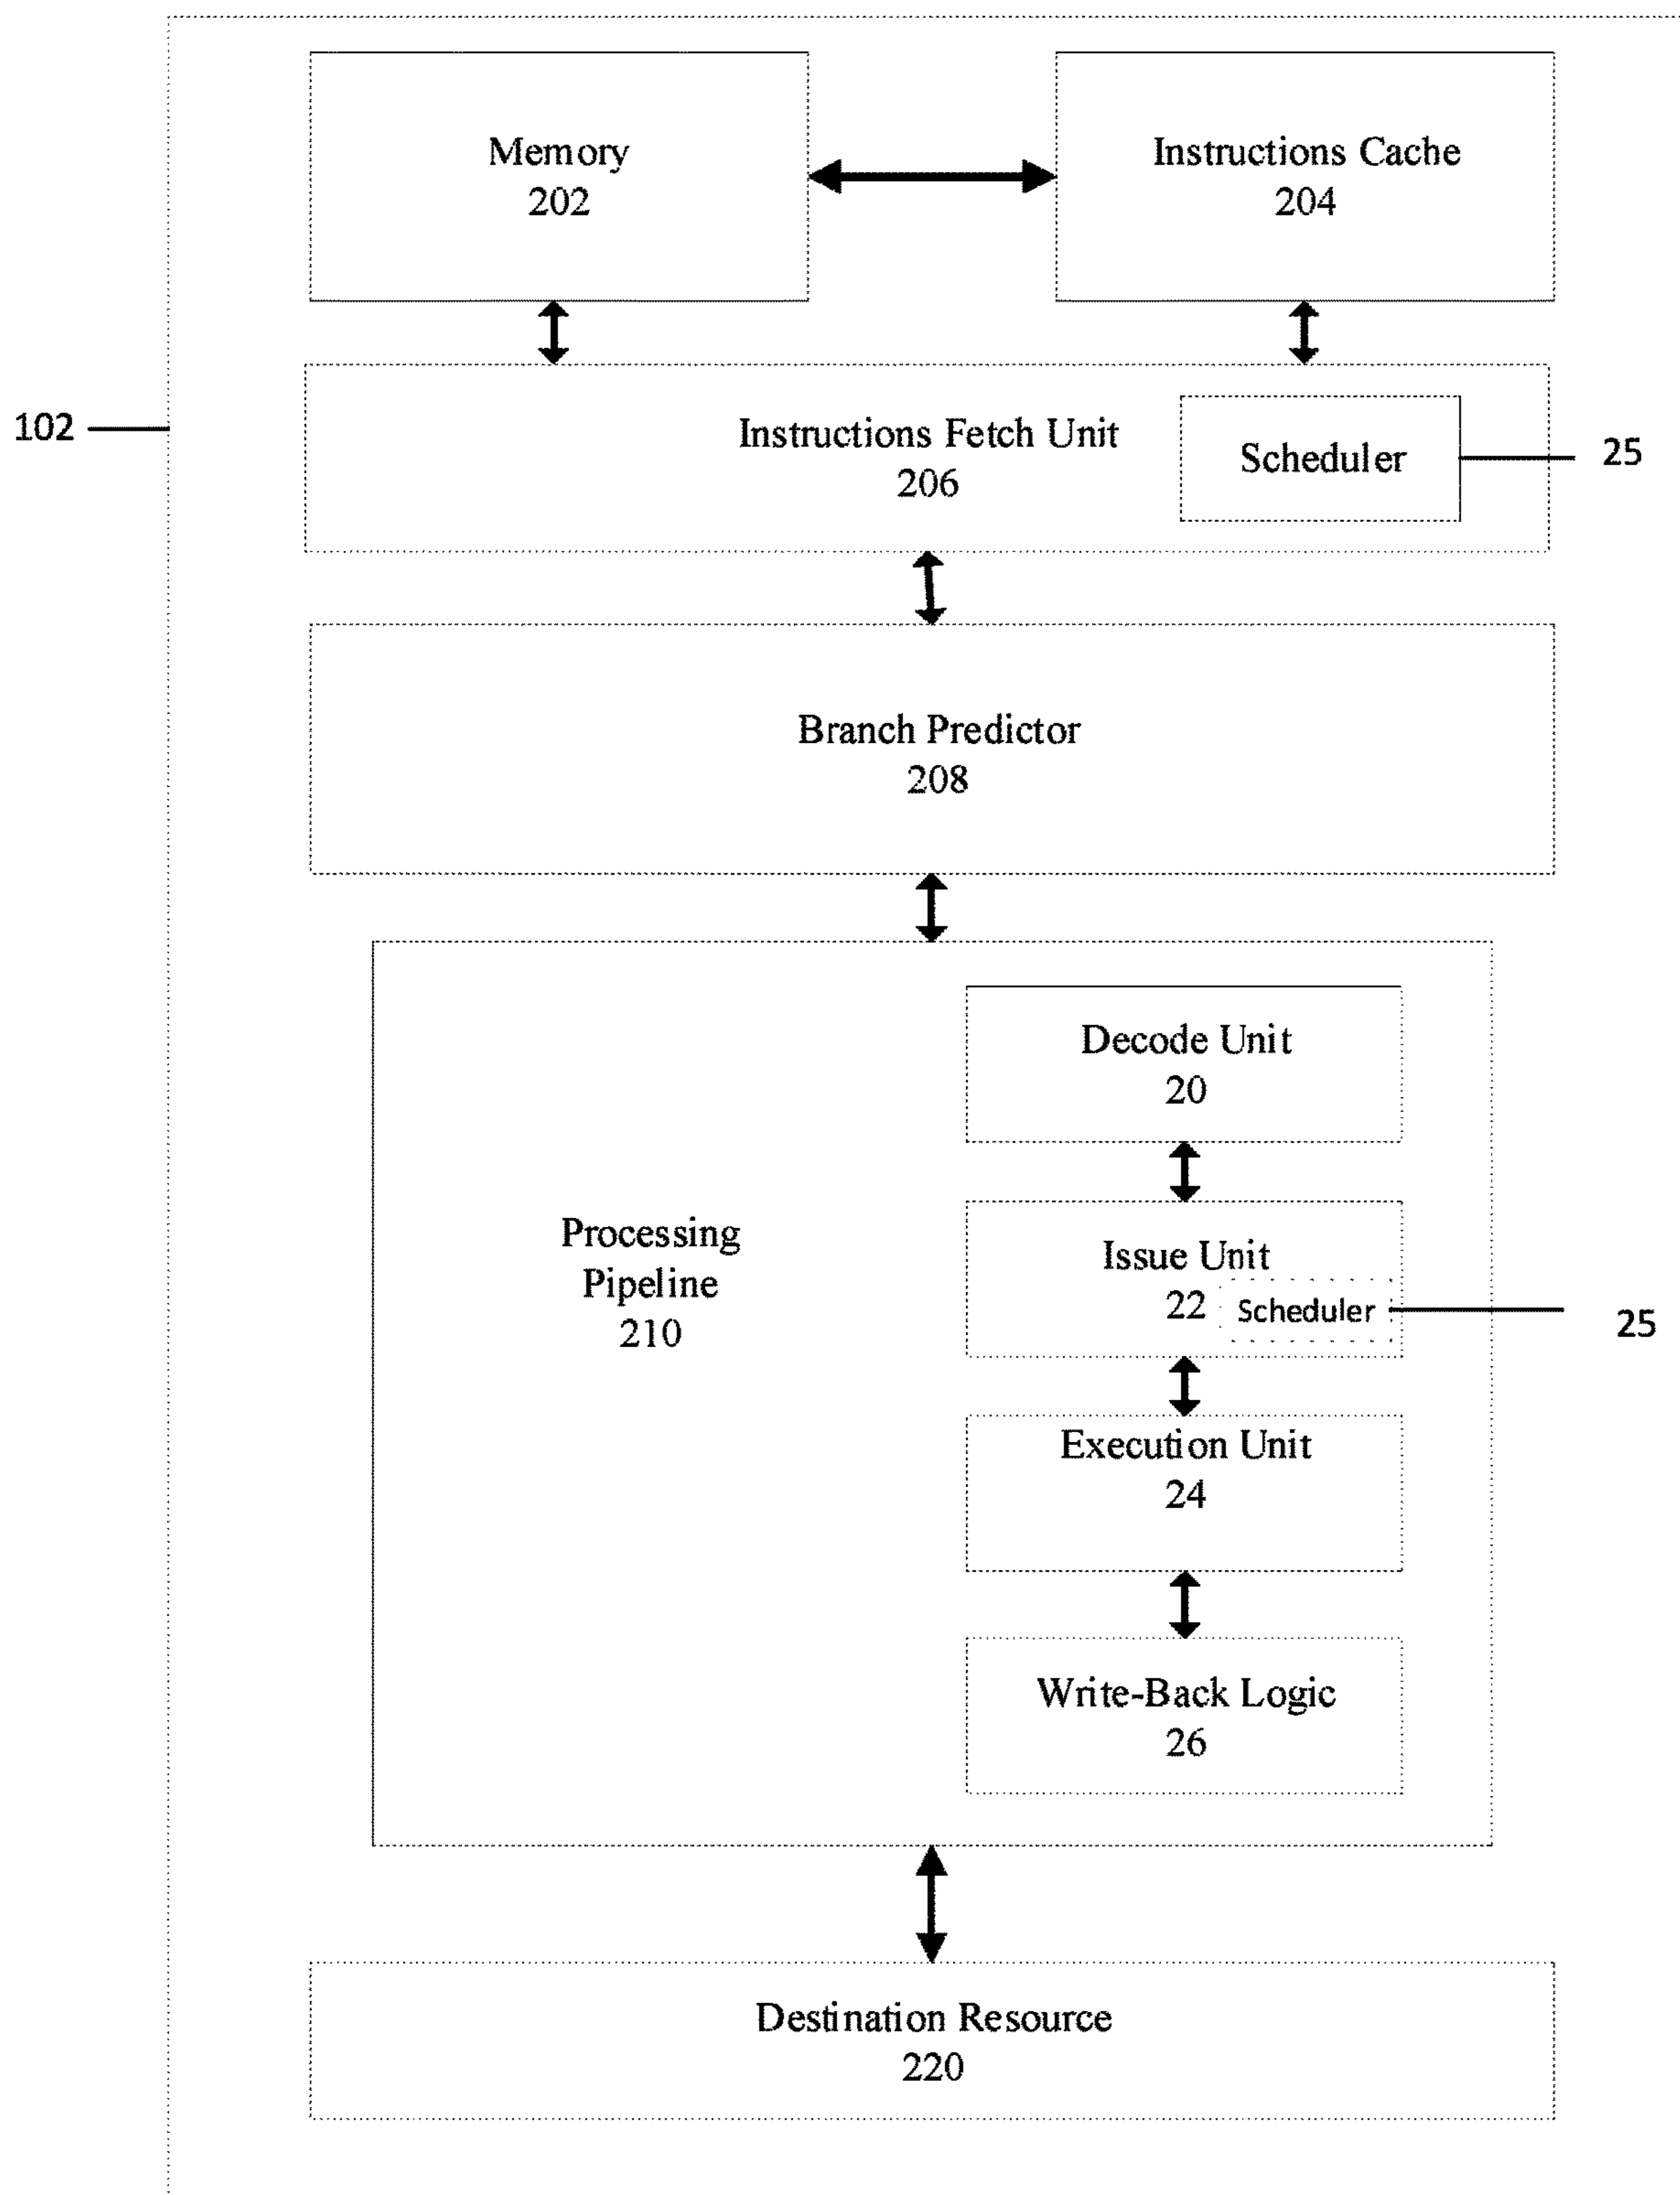 Memory
202
Instructions Cache
204
102
Instructions Fetch Unit
206
Scheduler
25
Branch Predictor
208
Decode Unit
20
Processing
Pipeline
210
Issue Unit
22
Scheduler
25
Execution Unit
24
Write-Back Logic
26
Destination Resource
220